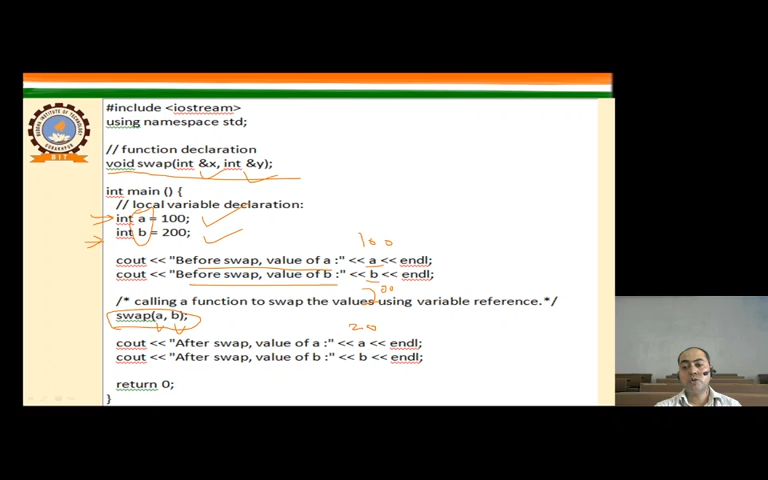 #include <iostream>
using namespace std;
// function declaration
void swap(int &x, int &y);
int main () {
// local variable declaration:
int a = 100;
int b = 200;
100
cout << "Before swap, value of a :" << a << endl;
cout << "Before swap, value of b :" << b << endl;
200
/* calling a function to swap the values using variable reference.*/
swap(a, b);
20
cout << "After swap, value of a :" << a << endl;
cout << "After swap, value of b :" << b << endl;
return 0;
}
BIT